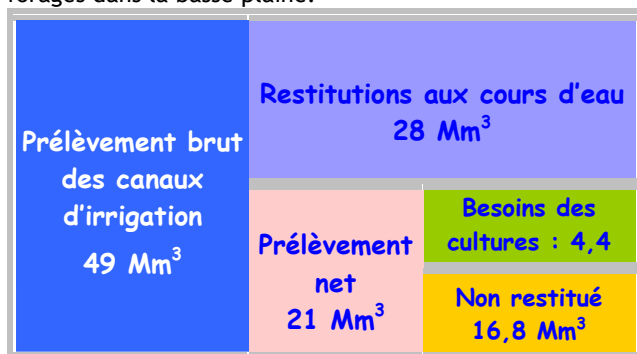 forages dans la basse plaine.
Prélèvement brut
des canaux
d'irrigation
49 Mm³
Restitutions aux cours d'eau
28 Mm³
Prélèvement
net
21 Mm³
Besoins des
cultures : 4,4
Non restitué
16,8 Mm³